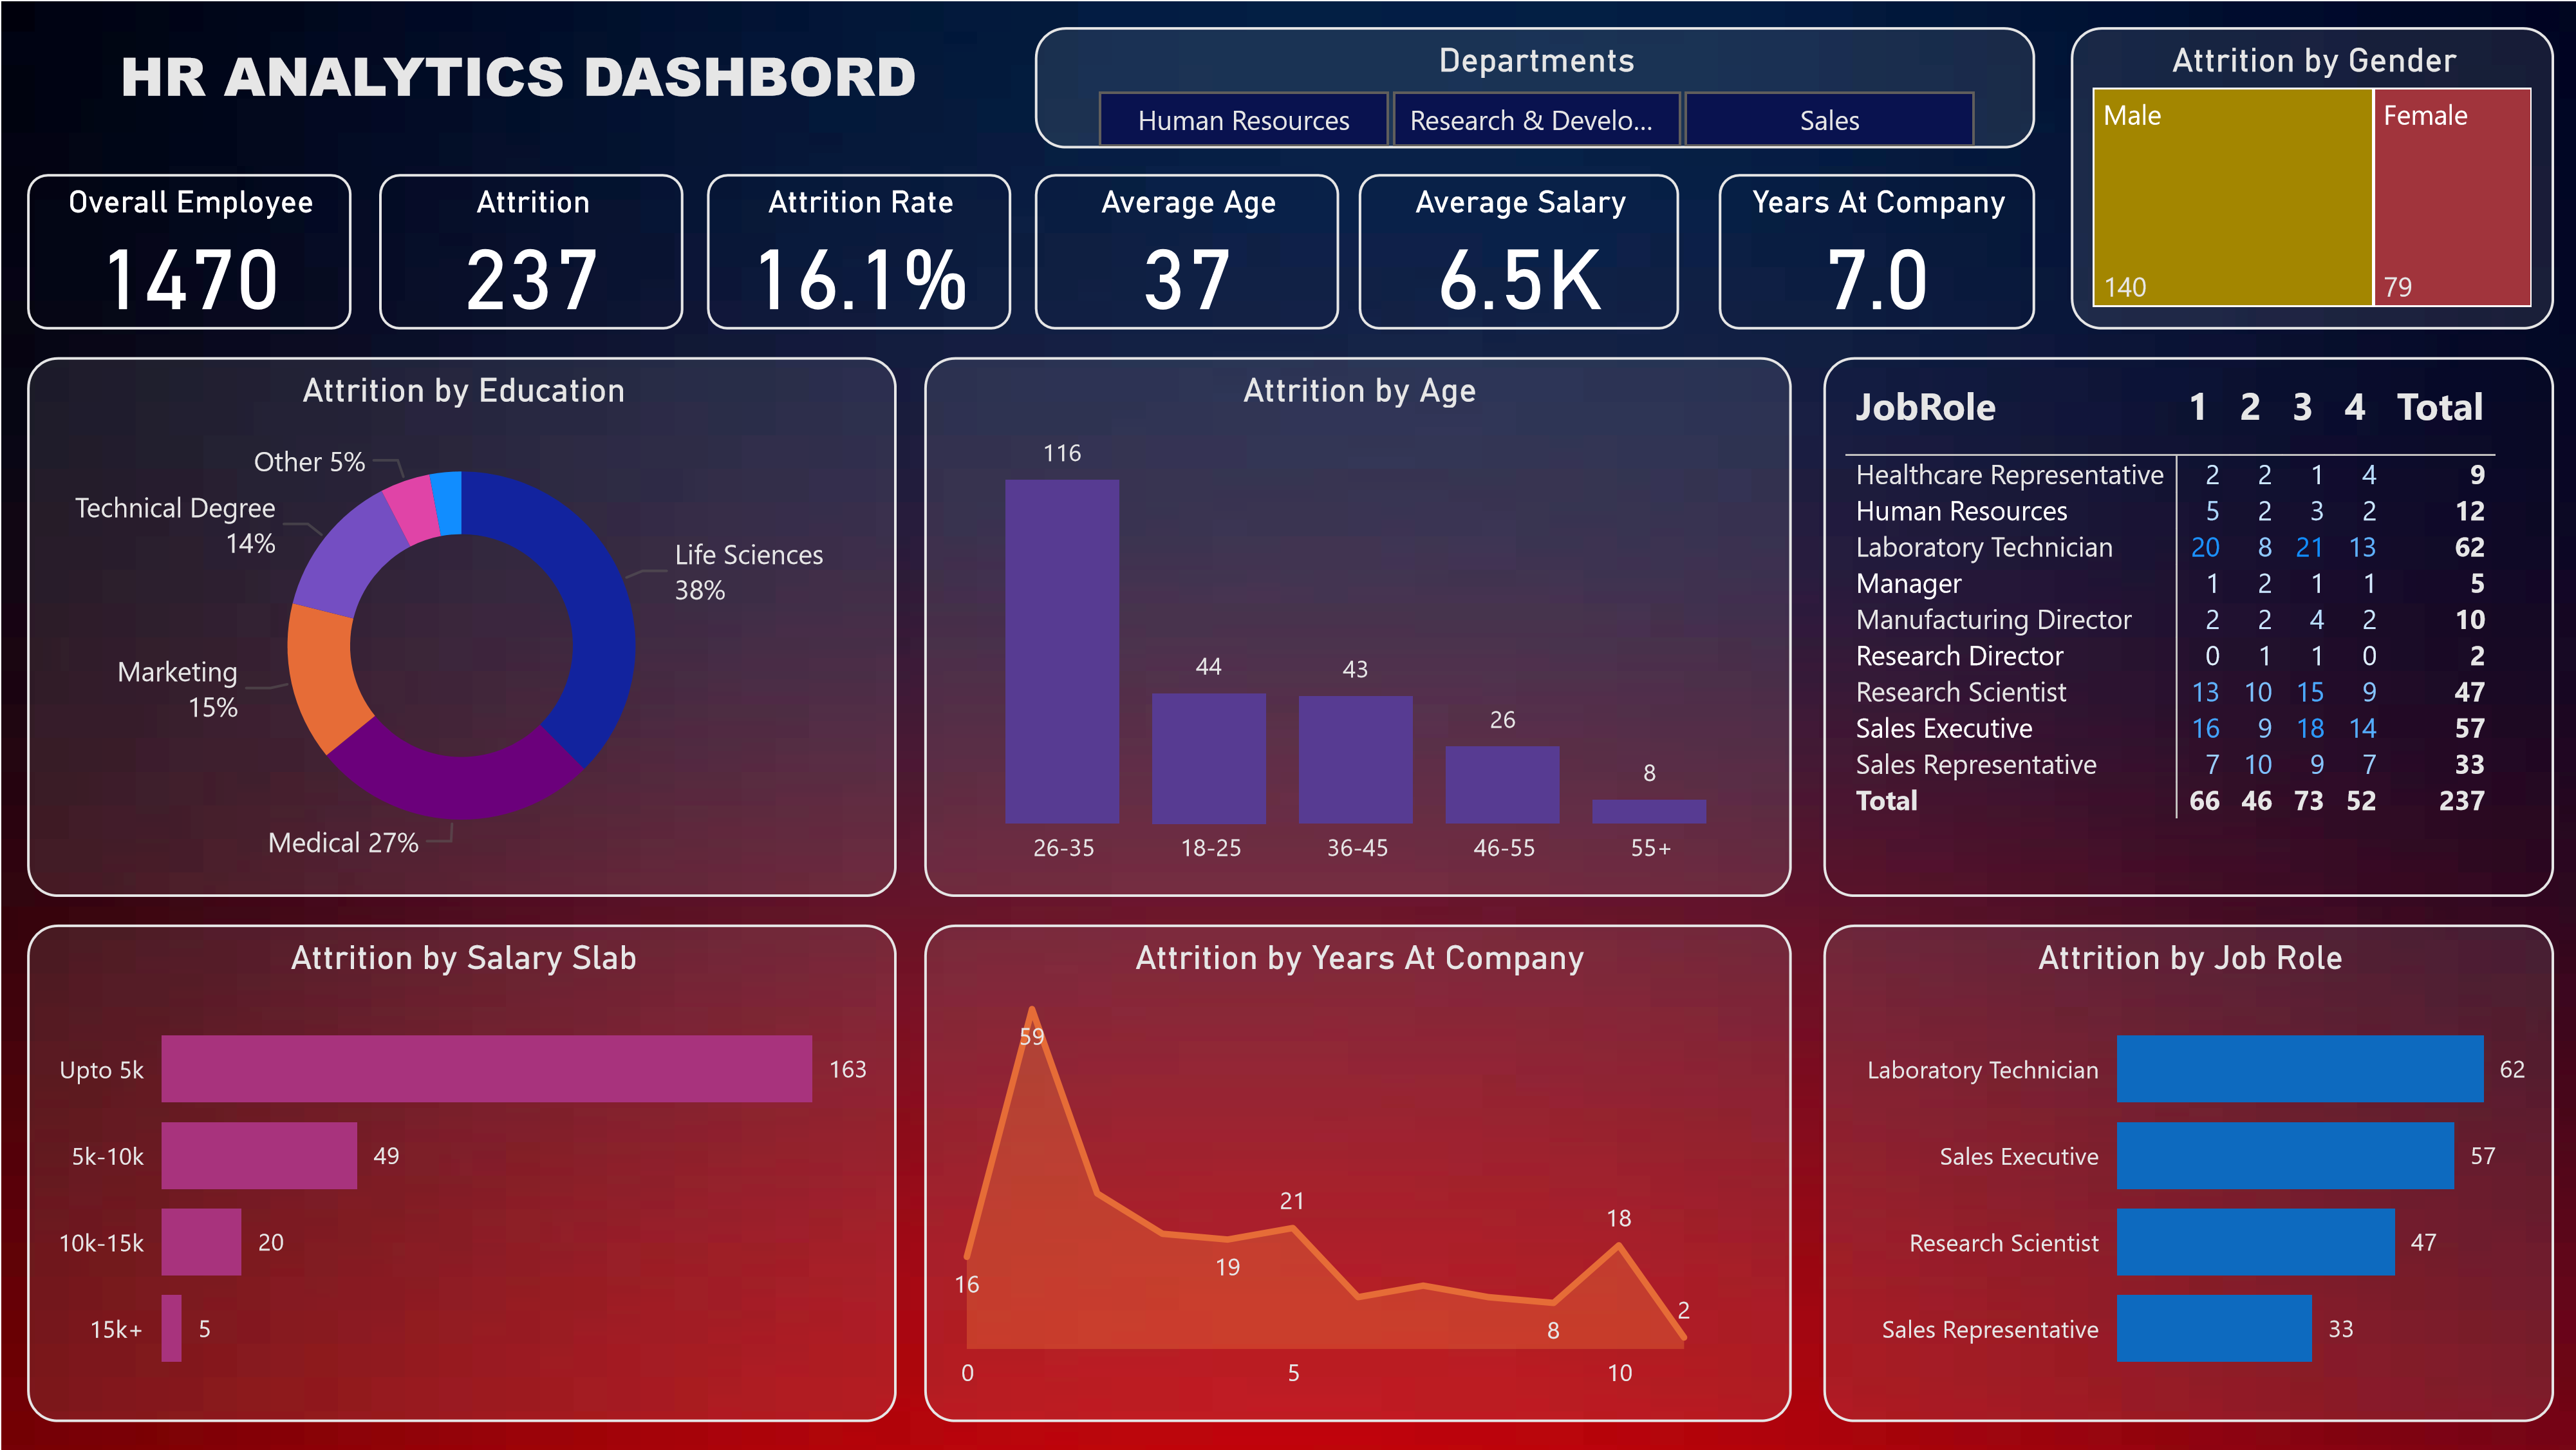 HR ANALYTICS DASHBORD
Departments
Human Resources
Research & Develo...
Sales
Attrition by Gender
Male
Female
140
79
Overall Employee
1470
Attrition
237
Attrition Rate
16.1%
Average Age
37
Average Salary
6.5K
Years At Company
7.0
Attrition by Education
Other 5%
Technical Degree
14%
Life Sciences
38%
Marketing
15%
Medical 27%
Attrition by Age
116
44
43
26
8
26-35 18-25 36-45 46-55 55+
JobRole 1 2 3 4 Total
Healthcare Representative 2 2 1 4 9
Human Resources 5 2 3 2 12
Laboratory Technician 20 8 21 13 62
Manager 1 2 1 1 5
Manufacturing Director 2 2 4 2 10
Research Director 0 1 1 0 2
Research Scientist 13 10 15 9 47
Sales Executive 16 9 18 14 57
Sales Representative 7 10 9 7 33
Total 66 46 73 52 237
Attrition by Salary Slab
Upto 5k 163
5k-10k 49
10k-15k 20
15k+ 5
Attrition by Years At Company
59
21
18
19
16
2
8
0 5 10
Attrition by Job Role
Laboratory Technician 62
Sales Executive 57
Research Scientist 47
Sales Representative 33